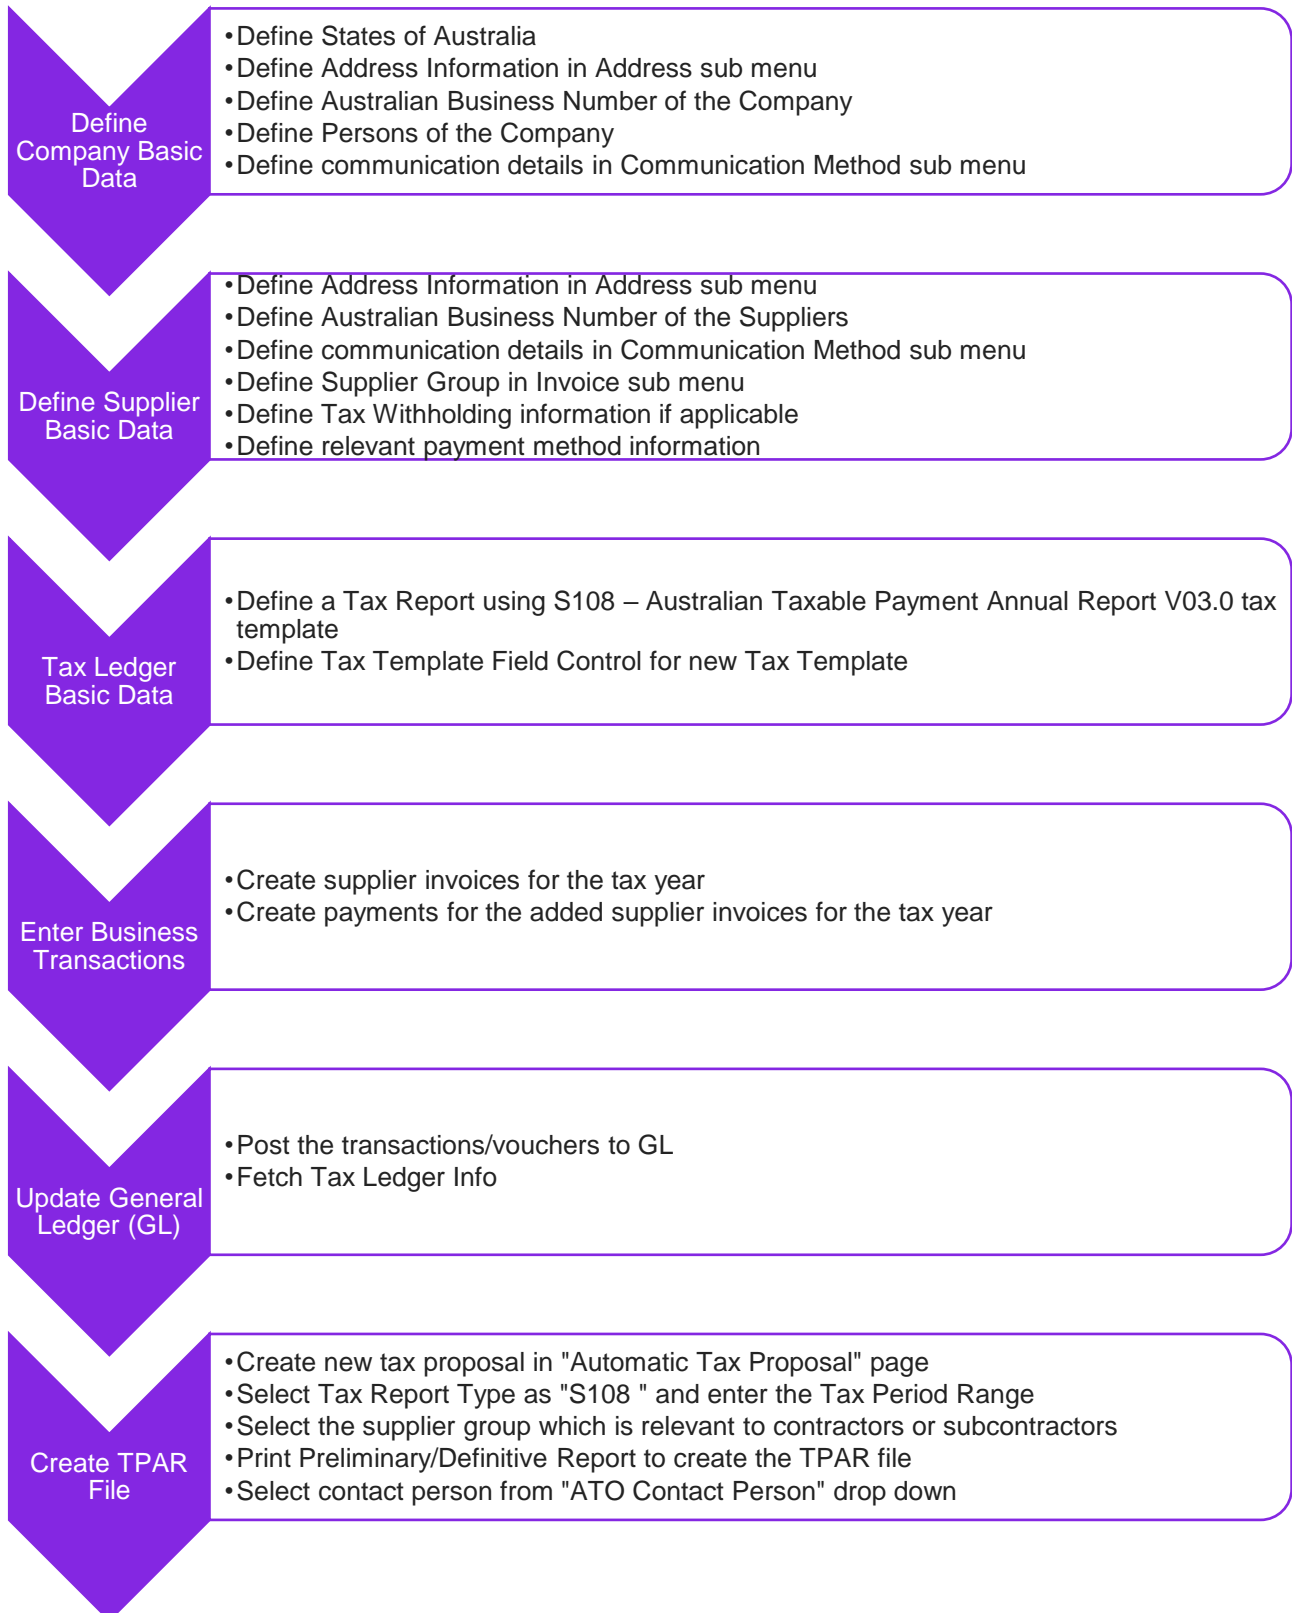 Define
Company Basic
Data
•Define States of Australia
•Define Address Information in Address sub menu
•Define Australian Business Number of the Company
•Define Persons of the Company
•Define communication details in Communication Method sub menu
Define Supplier
Basic Data
•Define Address Information in Address sub menu
•Define Australian Business Number of the Suppliers
•Define communication details in Communication Method sub menu
•Define Supplier Group in Invoice sub menu
•Define Tax Withholding information if applicable
•Define relevant payment method information
Tax Ledger
Basic Data
•Define a Tax Report using S108 – Australian Taxable Payment Annual Report V03.0 tax
template
•Define Tax Template Field Control for new Tax Template
Enter Business
Transactions
•Create supplier invoices for the tax year
•Create payments for the added supplier invoices for the tax year
Update General
Ledger (GL)
•Post the transactions/vouchers to GL
•Fetch Tax Ledger Info
Create TPAR
File
•Create new tax proposal in "Automatic Tax Proposal" page
•Select Tax Report Type as "S108 " and enter the Tax Period Range
•Select the supplier group which is relevant to contractors or subcontractors
•Print Preliminary/Definitive Report to create the TPAR file
•Select contact person from "ATO Contact Person" drop down